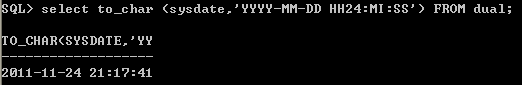 SQL> select to_char (sysdate,'YYYY-MM-DD HH24:MI:SS') FROM dual;
TO_CHAR(SYSDATE,'YY
-------------------
2011-11-24 21:17:41